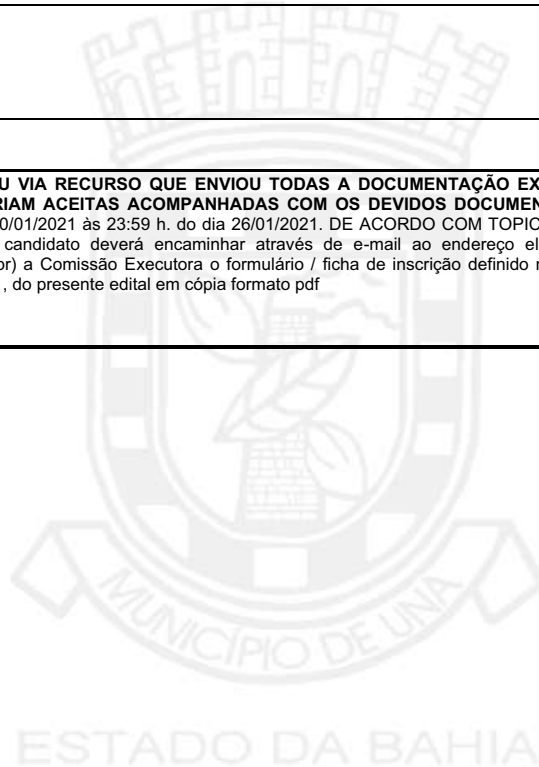 U VIA RECURSO QUE ENVIOU TODAS A DOCUMENTAÇÃO EX
RIAM ACEITAS ACOMPANHADAS COM OS DEVIDOS DOCUMEN
0/01/2021 às 23:59 h. do dia 26/01/2021. DE ACORDO COM TOPIC
candidato deverá encaminhar através de e-mail ao endereço el
or) a Comissão Executora o formulário / ficha de inscrição definido
, do presente edital em cópia formato pdf
MUNICÍPIO DE UNA
ESTADO DA BAHIA